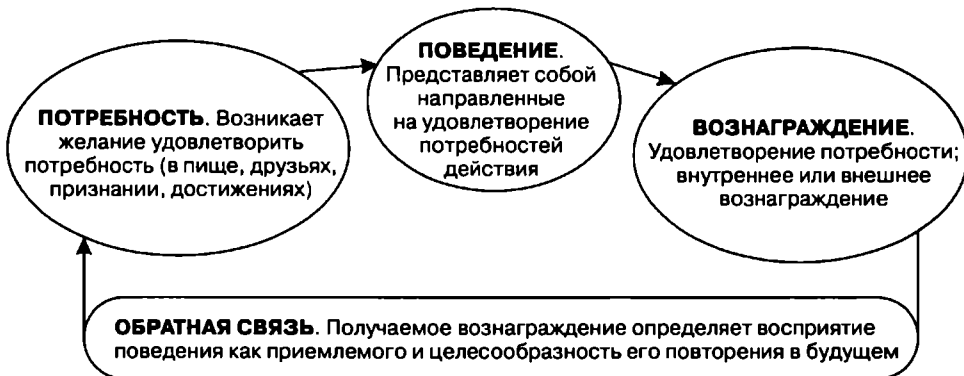 ПОТРЕБНОСТЬ. Возникает
желание удовлетворить
потребность (в пище, друзьях,
признании, достижениях)
ПОВЕДЕНИЕ.
Представляет собой
направленные
на удовлетворение
потребностей
действия
ВОЗНАГРАЖДЕНИЕ.
Удовлетворение потребности;
внутреннее или внешнее
вознаграждение
ОБРАТНАЯ СВЯЗЬ. Получаемое вознаграждение определяет восприятие
поведения как приемлемого и целесообразность его повторения в будущем